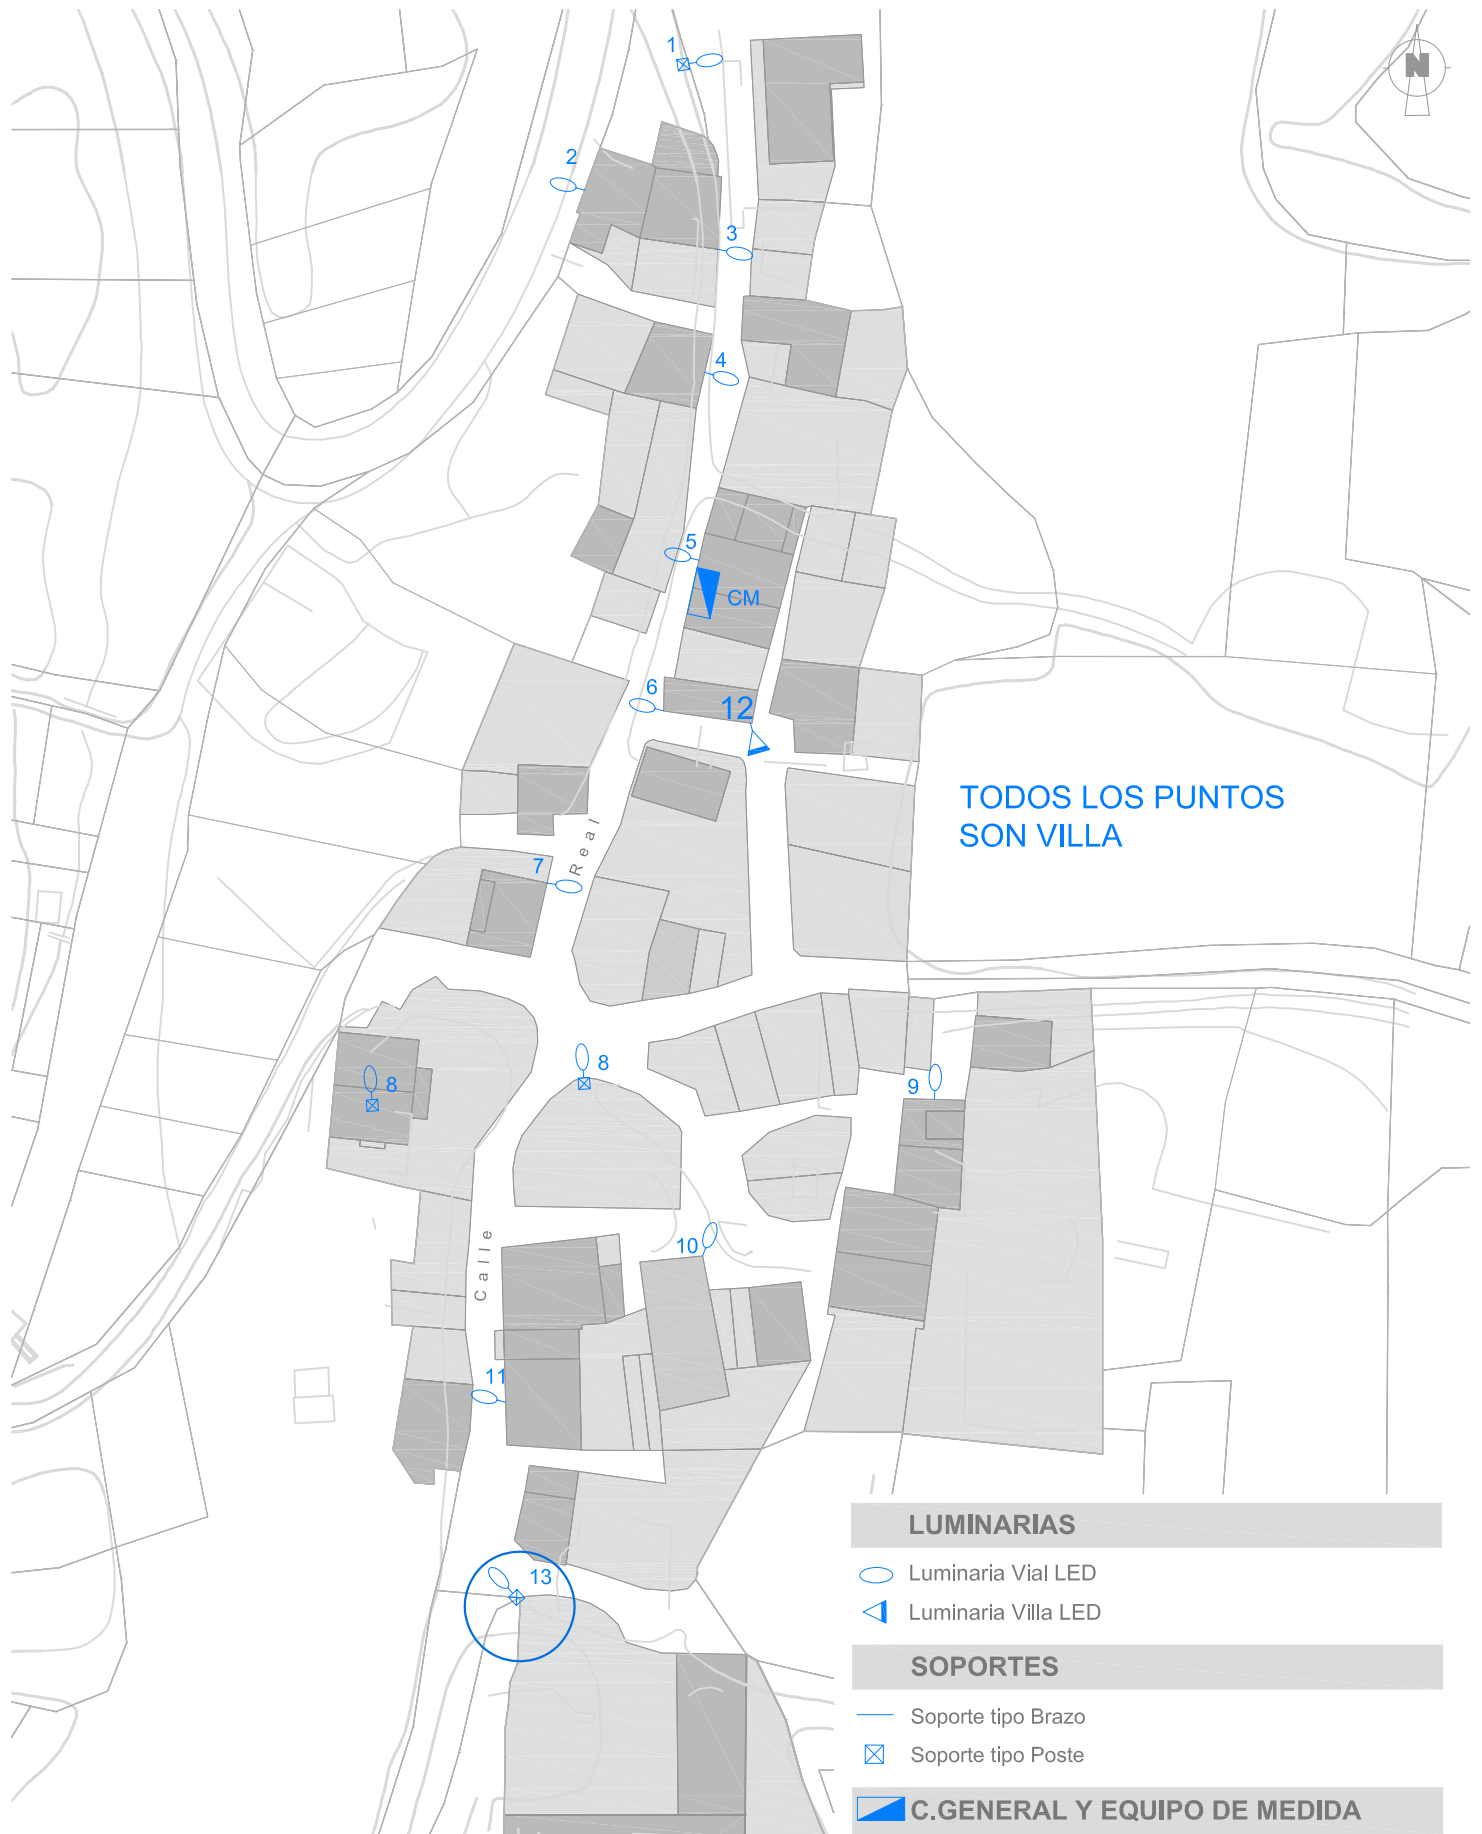 1
N
2
3
4
5
CM
6
12
TODOS LOS PUNTOS
SON VILLA
Real
7
8
8
9
10
Calle
11
LUMINARIAS
13
Luminaria Vial LED
Luminaria Villa LED
SOPORTES
Soporte tipo Brazo
Soporte tipo Poste
C.GENERAL Y EQUIPO DE MEDIDA